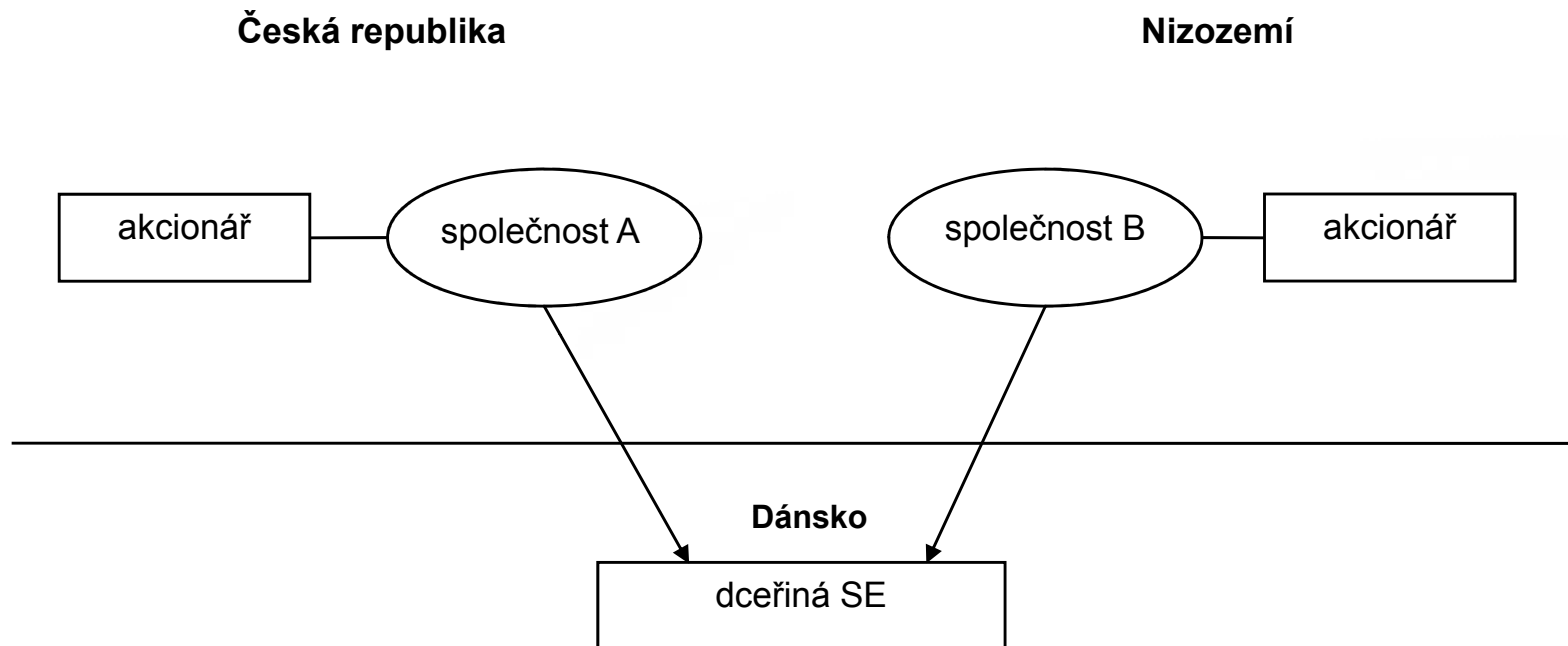 Česká republika
Nizozemí
akcionář
společnost A
společnost B
akcionář
Dánsko
dceřiná SE